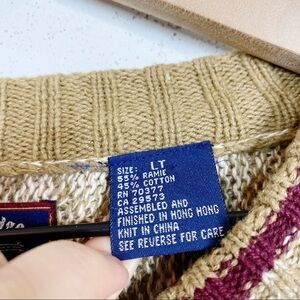 SIZE: LT
55% RAMIE
45% COTTON
RN 70377
CA 29573
ASSEMBLED AND
FINISHED IN HONG HONG
KNIT IN CHINA
SEE REVERSE FOR CARE